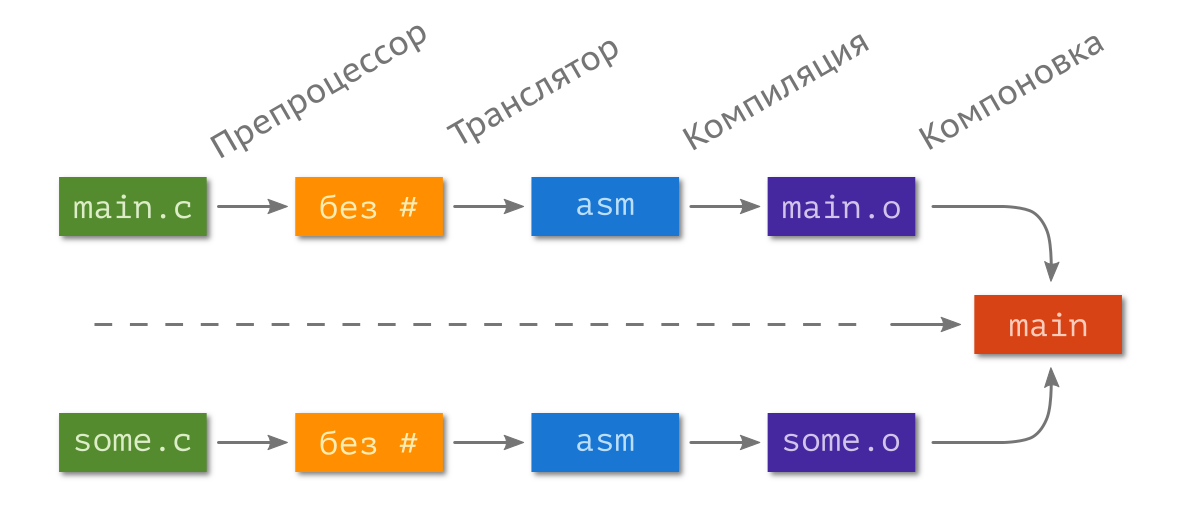 Препроцессор
Транслятор
Компиляция
Компоновка
main.c
без #
asm
main.o
main
some.c
без #
asm
some.o